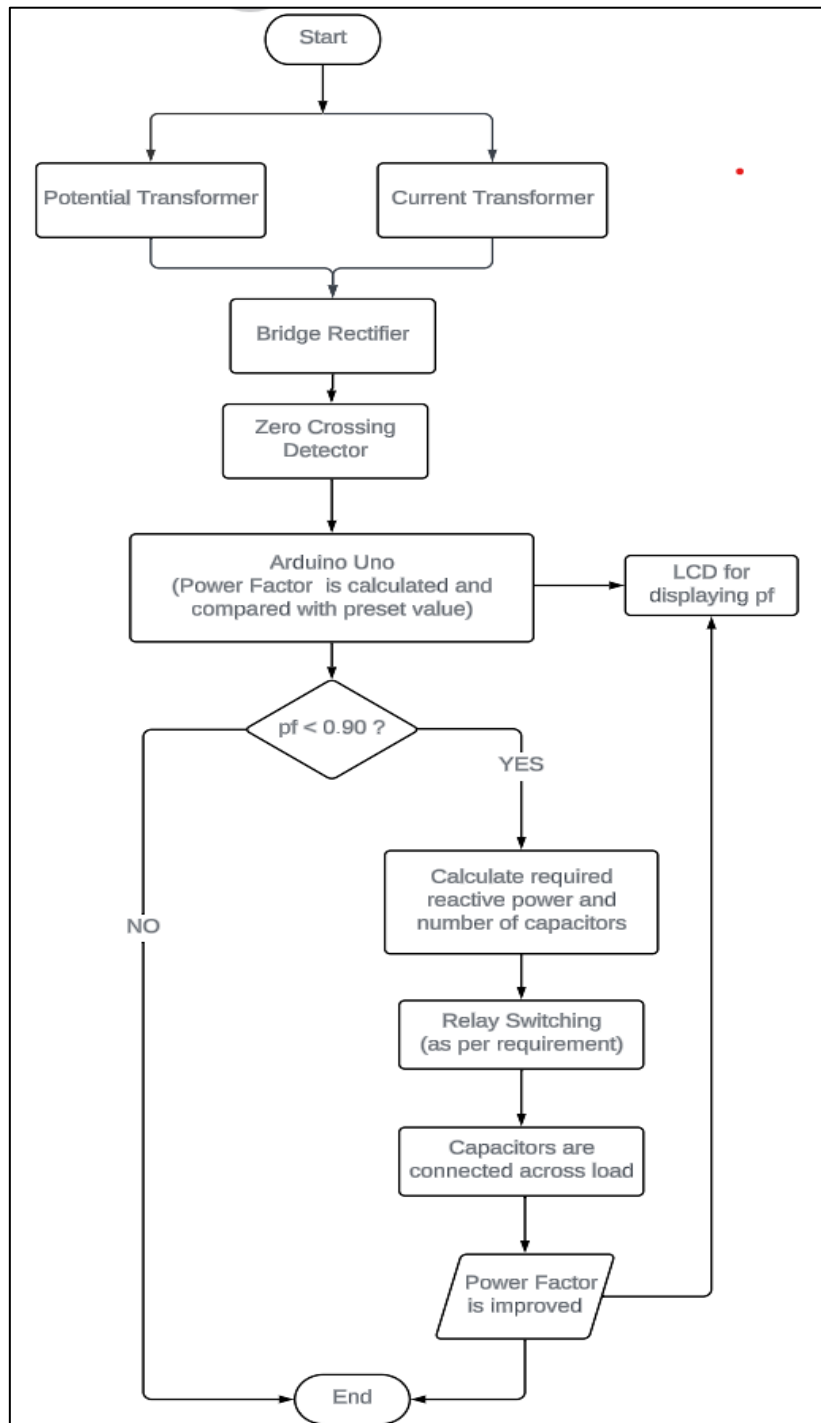 Start
Potential Transformer
Current Transformer
Bridge Rectifier
Zero Crossing
Detector
Arduino Uno
(Power Factor is calculated and
compared with preset value)
LCD for
displaying pf
pf < 0.90 ?
YES
Calculate required
reactive power and
number of capacitors
NO
Relay Switching
(as per requirement)
Capacitors are
connected across load
Power Factor
is improved
End